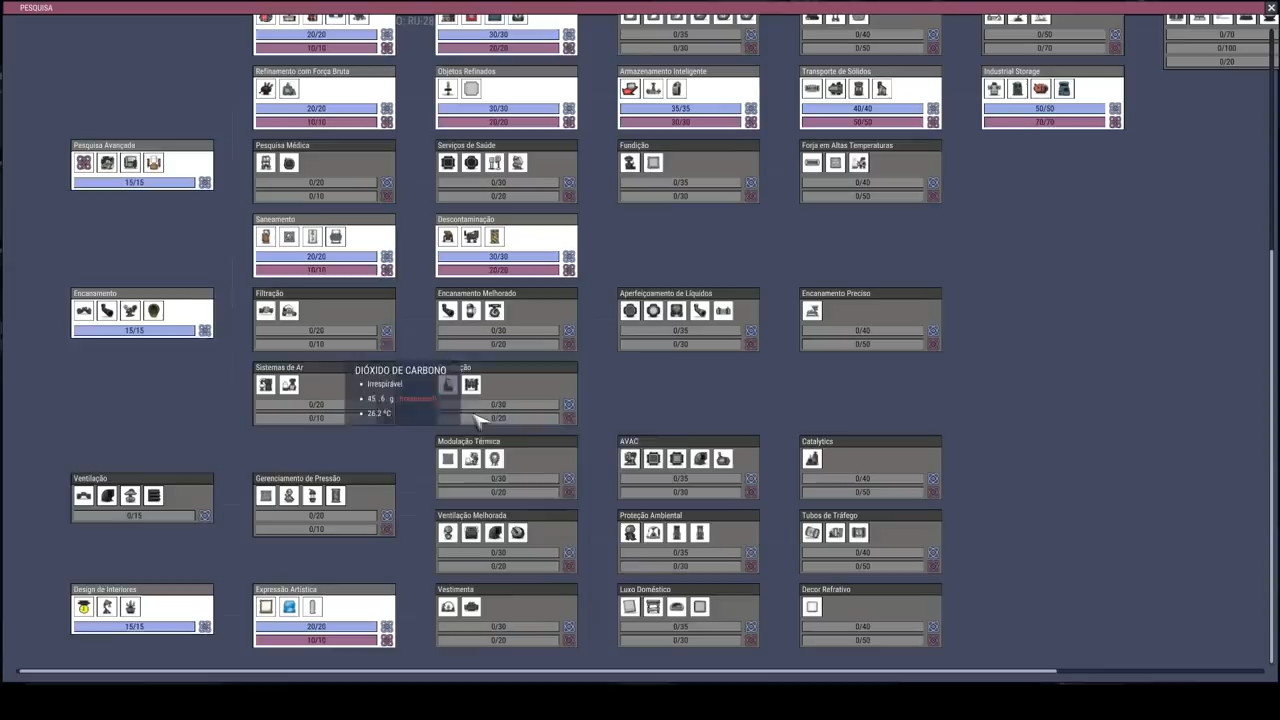 PESQUISA
O: RU-28
20/20
10/10
30/30
20/20
0/35
0/30
0/40
0/50
0/50
0/70
0/70
0/100
0/20
Refinamento com Força Bruta
20/20
10/10
Objetos Refinados
30/30
20/20
Armazenamento Inteligente
35/35
30/30
Transporte de Sólidos
40/40
50/50
Industrial Storage
50/50
70/70
Pesquisa Avançada
15/15
Pesquisa Médica
0/20
0/10
Serviços de Saúde
0/30
0/20
Fundição
0/35
0/30
Forja em Altas Temperaturas
0/40
0/50
Saneamento
20/20
10/10
Descontaminação
30/30
20/20
Encanamento
15/15
Filtração
0/20
0/10
Encanamento Melhorado
0/30
0/20
Aperfeiçoamento de Líquidos
0/35
0/30
Encanamento Preciso
0/40
0/50
Sistemas de Ar
0/20
0/10
DIÓXIDO DE CARBONO
• Irrespirável
• 45 .6 g
• 26.2 ºC
0/30
0/20
Modulação Térmica
0/30
0/20
AVAC
0/35
0/30
Catalytics
0/40
0/50
Ventilação
0/15
Gerenciamento de Pressão
0/20
0/10
Ventilação Melhorada
0/30
0/20
Proteção Ambiental
0/35
0/30
Tubos de Tráfego
0/40
0/50
Design de Interiores
15/15
Expressão Artística
20/20
10/10
Vestimenta
0/30
0/20
Luxo Doméstico
0/35
0/30
Decor Refrativo
0/40
0/50